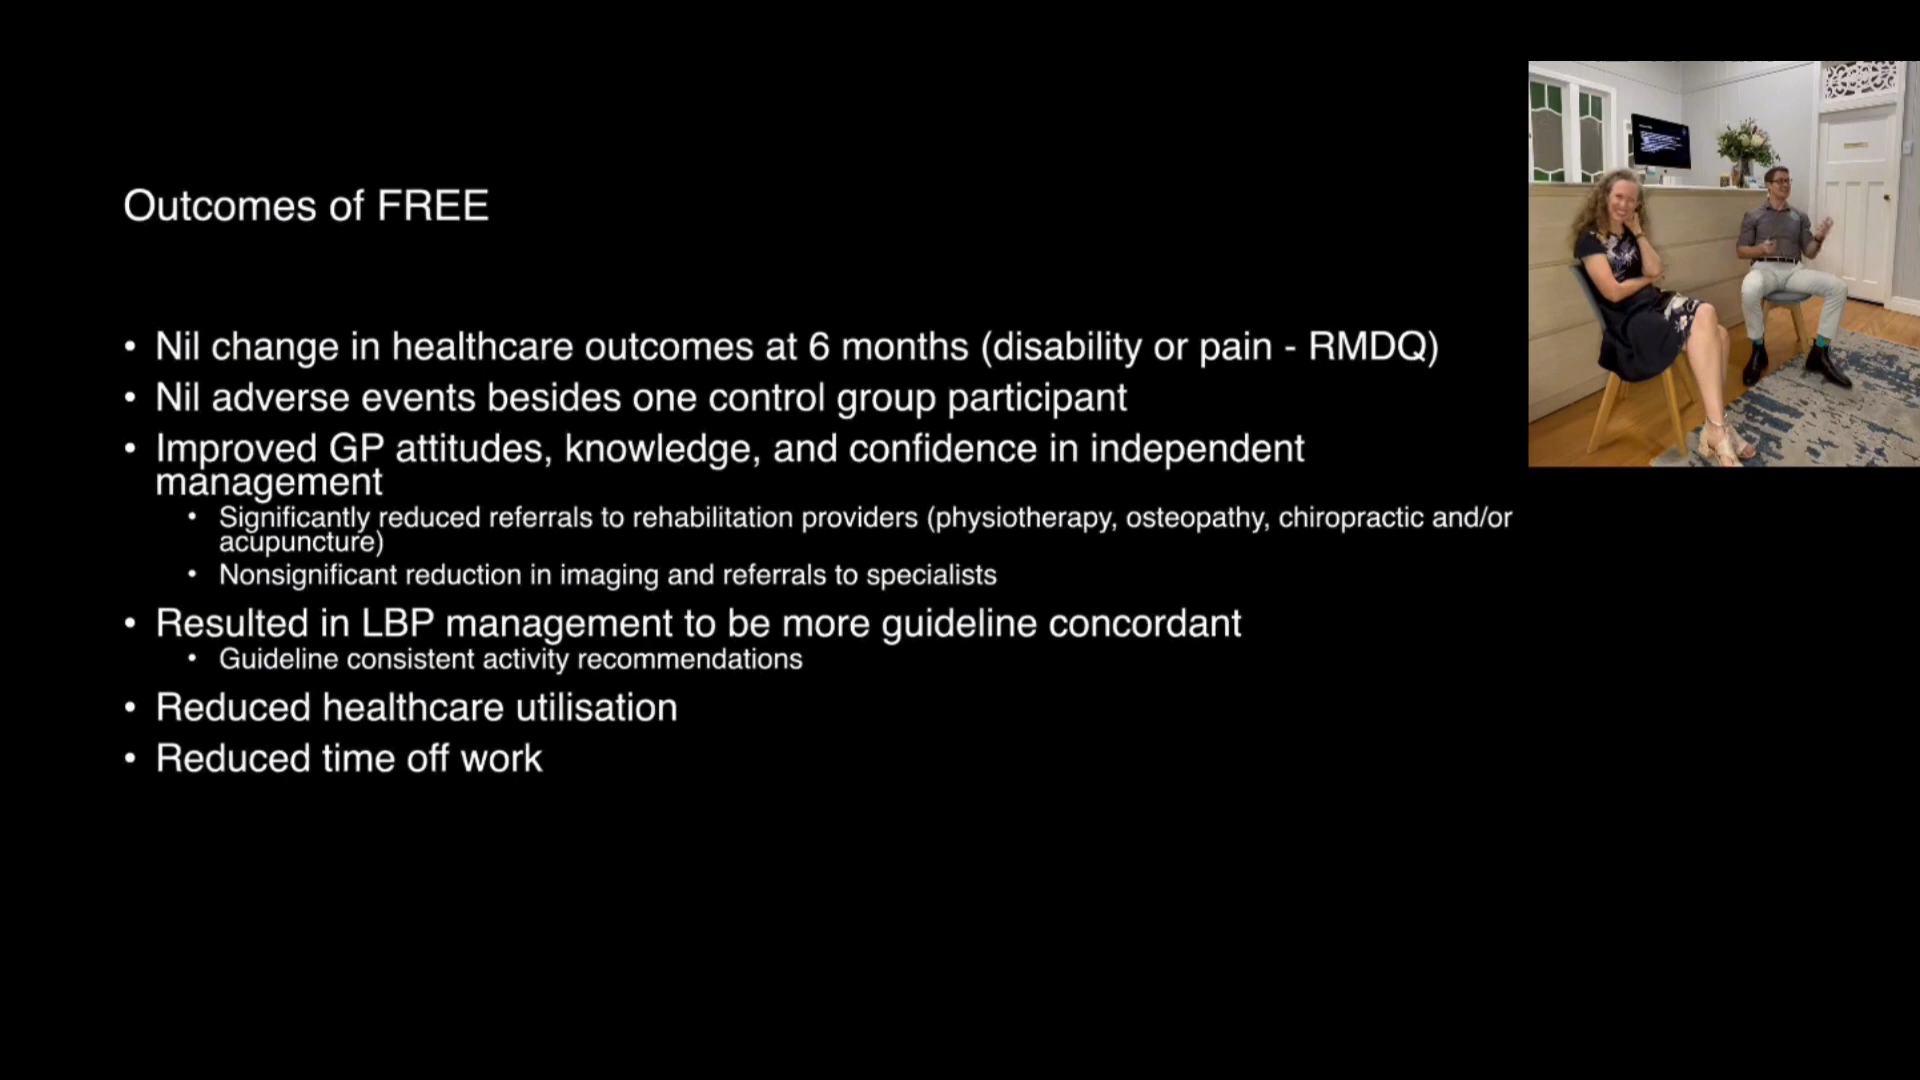 Outcomes of FREE
• Nil change in healthcare outcomes at 6 months (disability or pain - RMDQ)
• Nil adverse events besides one control group participant
• Improved GP attitudes, knowledge, and confidence in independent
management
• Significantly reduced referrals to rehabilitation providers (physiotherapy, osteopathy, chiropractic and/or
acupuncture)
• Nonsignificant reduction in imaging and referrals to specialists
• Resulted in LBP management to be more guideline concordant
• Guideline consistent activity recommendations
• Reduced healthcare utilisation
• Reduced time off work